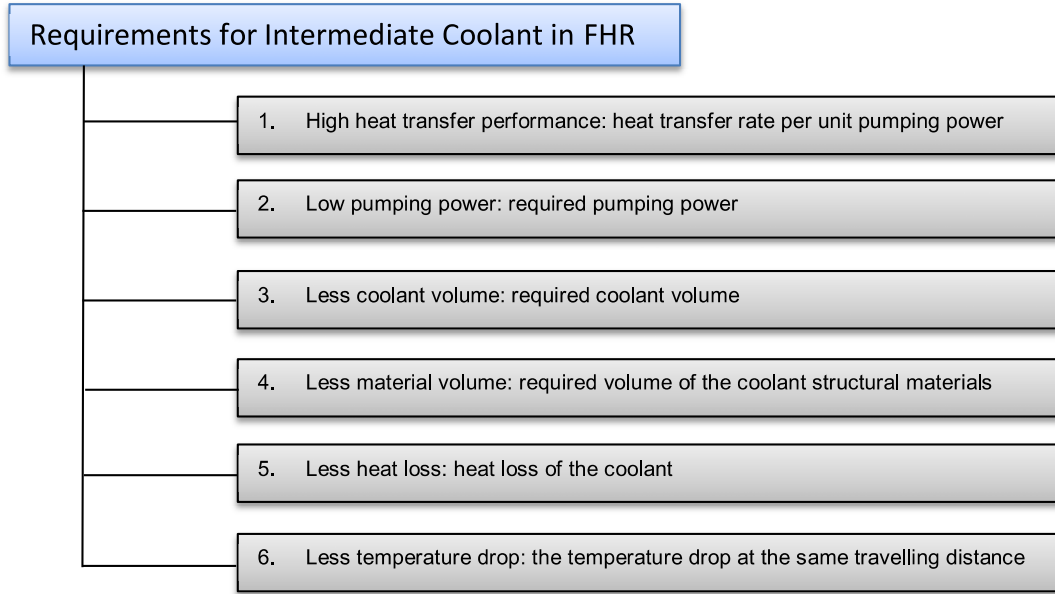 Requirements for Intermediate Coolant in FHR
1. High heat transfer performance: heat transfer rate per unit pumping power
2. Low pumping power: required pumping power
3. Less coolant volume: required coolant volume
4. Less material volume: required volume of the coolant structural materials
5. Less heat loss: heat loss of the coolant
6. Less temperature drop: the temperature drop at the same travelling distance